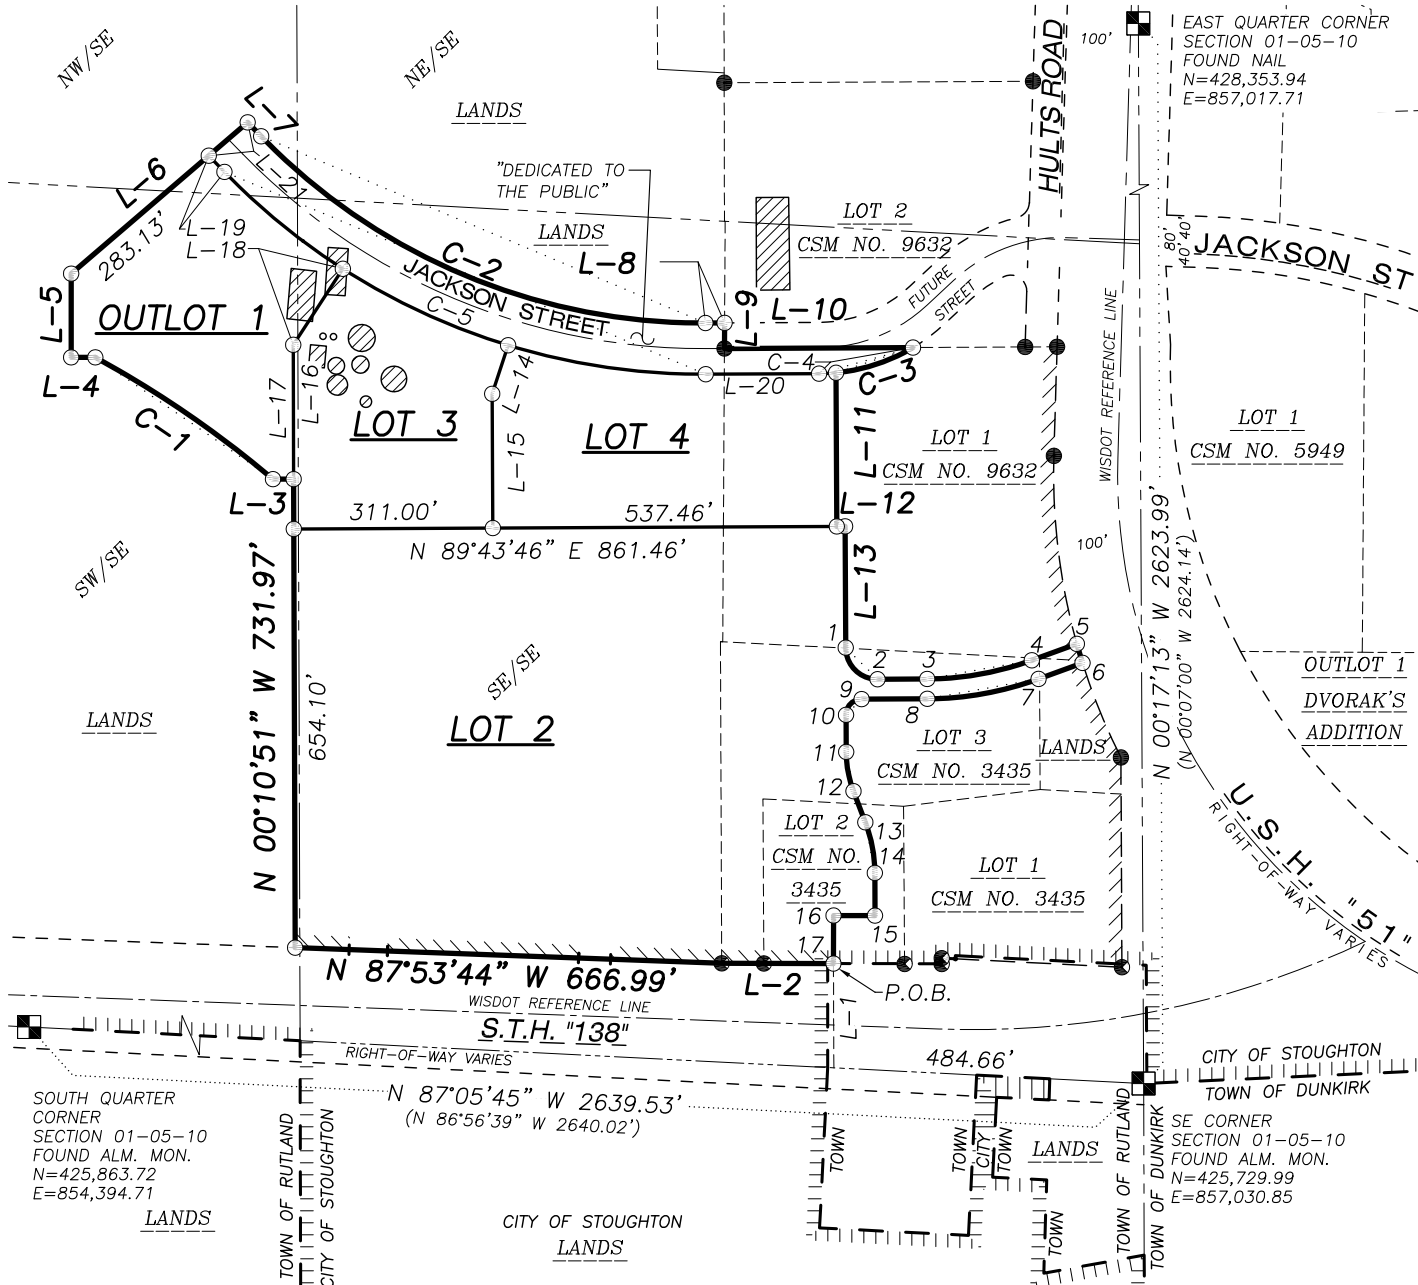 NW/SE
NE/SE
LANDS
HULTS ROAD
100'
EAST QUARTER CORNER
SECTION 01-05-10
FOUND NAIL
N=428,353.94
E=857,017.71
L-7
L-6
L-21
283.13'
L-19
L-18
"DEDICATED TO
THE PUBLIC"
LANDS
C-2
L-8
JACKSON STREET
C-5
LOT 2
CSM NO. 9632
L-9
L-10
FUTURE
STREET
80'
40' 40'
JACKSON ST
L-5
OUTLOT 1
L-4
C-1
L-17
L-16
L-14
L-15
C-4
C-3
L-20
LOT 3
LOT 4
L-11
LOT 1
CSM NO. 9632
WISDOT REFERENCE LINE
LOT 1
CSM NO. 5949
L-3
311.00'
537.46'
L-12
N 89°43'46" E 861.46'
L-13
100'
SW/SE
N 00°10'51" W 731.97'
654.10'
SE/SE
N 00°17'13" W 2623.99'
(N 00°07'00" W 2624.14')
1
2
3
4
5
6
7
8
9
10
11
12
13
14
15
16
17
OUTLOT 1
DVORAK'S
ADDITION
LANDS
LOT 2
LOT 3
CSM NO. 3435
LANDS
LOT 2
CSM NO.
3435
LOT 1
CSM NO. 3435
U.S.H. "51"
RIGHT-OF-WAY VARIES
N 87°53'44" W 666.99'
L-2
P.O.B.
WISDOT REFERENCE LINE
S.T.H. "138"
L-1
RIGHT-OF-WAY VARIES
484.66'
CITY OF STOUGHTON
TOWN OF DUNKIRK
N 87°05'45" W 2639.53'
(N 86°56'39" W 2640.02')
SOUTH QUARTER
CORNER
SECTION 01-05-10
FOUND ALM. MON.
N=425,863.72
E=854,394.71
LANDS
TOWN OF RUTLAND
CITY OF STOUGHTON
CITY OF STOUGHTON
LANDS
TOWN
TOWN
CITY
TOWN
LANDS
TOWN
TOWN OF RUTLAND
TOWN OF DUNKIRK
SE CORNER
SECTION 01-05-10
FOUND ALM. MON.
N=425,729.99
E=857,030.85